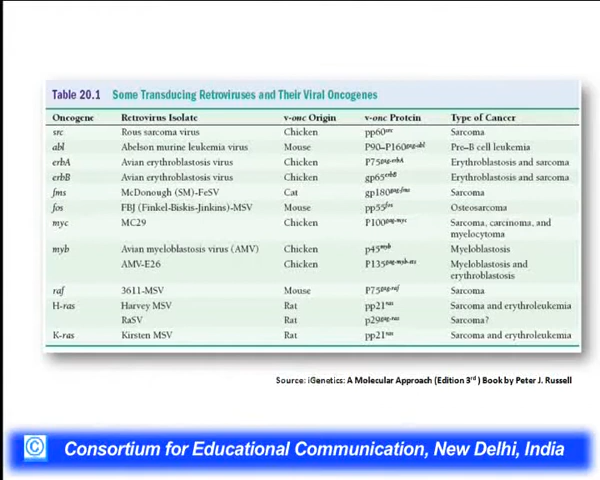 Table 20.1 Some Transducing Retroviruses and Their Viral Oncogenes
Oncogene Retrovirus Isolate v-onc Origin v-onc Protein Type of Cancer
src Rous sarcoma virus Chicken pp60src Sarcoma
abl Abelson murine leukemia virus Mouse P90–P160gag-abl Pre–B cell leukemia
erbA Avian erythroblastosis virus Chicken P75gag-erbA Erythroblastosis and sarcoma
erbB Avian erythroblastosis virus Chicken gp65erbB Erythroblastosis and sarcoma
fms McDonough (SM)-FeSV Cat gp180gag-fms Sarcoma
fos FBJ (Finkel-Biskis-Jinkins)-MSV Mouse pp55fos Osteosarcoma
myc MC29 Chicken P100gag-myc Sarcoma, carcinoma, and
myelocytoma
myb Avian myeloblastosis virus (AMV) Chicken p45myb Myeloblastosis
AMV-E26 Chicken P135gag-myb-ets Myeloblastosis and
erythroblastosis
raf 3611-MSV Mouse P75gag-raf Sarcoma
H-ras Harvey MSV Rat pp21ras Sarcoma and erythroleukemia
RaSV Rat p29gag-ras Sarcoma?
K-ras Kirsten MSV Rat pp21ras Sarcoma and erythroleukemia
Source: iGenetics: A Molecular Approach (Edition 3rd) Book by Peter J. Russell
© Consortium for Educational Communication, New Delhi, India